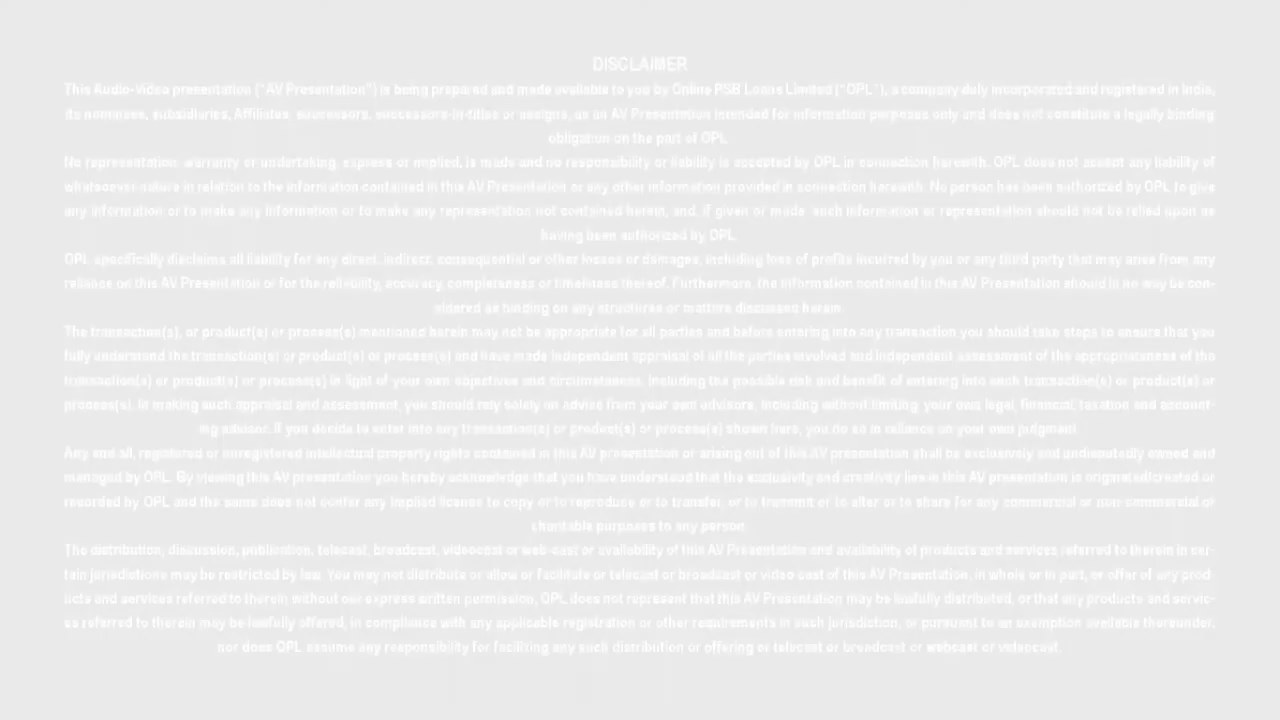 DISCLAIMER
This Audio-Video presentation ("AV Presentation") is being prepared and made available to you by Online PSB Loans Limited ("OPL"), a company duly incorporated and registered in India,
its nominees, subsidiaries, Affiliates, successors, successors-in-titles or assigns, as an AV Presentation intended for information purposes only and does not constitute a legally binding
obligation on the part of OPL.
No representation, warranty or undertaking, express or implied, is made and no responsibility or liability is accepted by OPL in connection herewith. OPL does not accept any liability of
whatsoever nature in relation to the information contained in this AV Presentation or any other information provided in connection herewith. No person has been authorized by OPL to give
any information or to make any information or to make any representation not contained herein, and, if given or made, such information or representation should not be relied upon as
having been authorized by OPL.
OPL specifically disclaims all liability for any direct, indirect, consequential or other losses or damages, including loss of profits incurred by you or any third party that may arise from any
reliance on this AV Presentation or for the reliability, accuracy, completeness or timeliness thereof. Furthermore, the information contained in this AV Presentation should in no way be con-
sidered as binding on any structures or matters discussed herein.
The transaction(s), or product(s) or process(s) mentioned herein may not be appropriate for all parties and before entering into any transaction you should take steps to ensure that you
fully understand the transaction(s) or product(s) or process(s) and have made independent appraisal of all the parties involved and independent assessment of the appropriateness of the
transaction(s) or product(s) or process(s) in light of your own objectives and circumstances, including the possible risk and benefit of entering into such transaction(s) or product(s) or
process(s). In making such appraisal and assessment, you should rely solely on advice from your own advisors, including without limiting, your own legal, financial, taxation and account-
ing advisor. If you decide to enter into any transaction(s) or product(s) or process(s) shown here, you do so in reliance on your own judgment.
Any and all, registered or unregistered intellectual property rights contained in this AV presentation or arising out of this AV presentation shall be exclusively and undisputedly owned and
managed by OPL. By viewing this AV presentation you hereby acknowledge that you have understood that the exclusivity and creativity lies in this AV presentation is originated/created or
recorded by OPL and the same does not confer any implied license to copy or to reproduce or to transfer, or to transmit or to alter or to share for any commercial or non-commercial or
charitable purposes to any person.
The distribution, discussion, publication, telecast, broadcast, videocast or web-cast or availability of this AV Presentation and availability of products and services referred to therein in cer-
tain jurisdictions may be restricted by law. You may not distribute or allow or facilitate or telecast or broadcast or video cast of this AV Presentation, in whole or in part, or offer of any prod-
ucts and services referred to therein without our express written permission, OPL does not represent that this AV Presentation may be lawfully distributed, or that any products and servic-
es referred to therein may be lawfully offered, in compliance with any applicable registration or other requirements in such jurisdiction, or pursuant to an exemption available thereunder,
nor does OPL assume any responsibility for faciliting any such distribution or offering or telecast or broadcast or webcast or videocast.